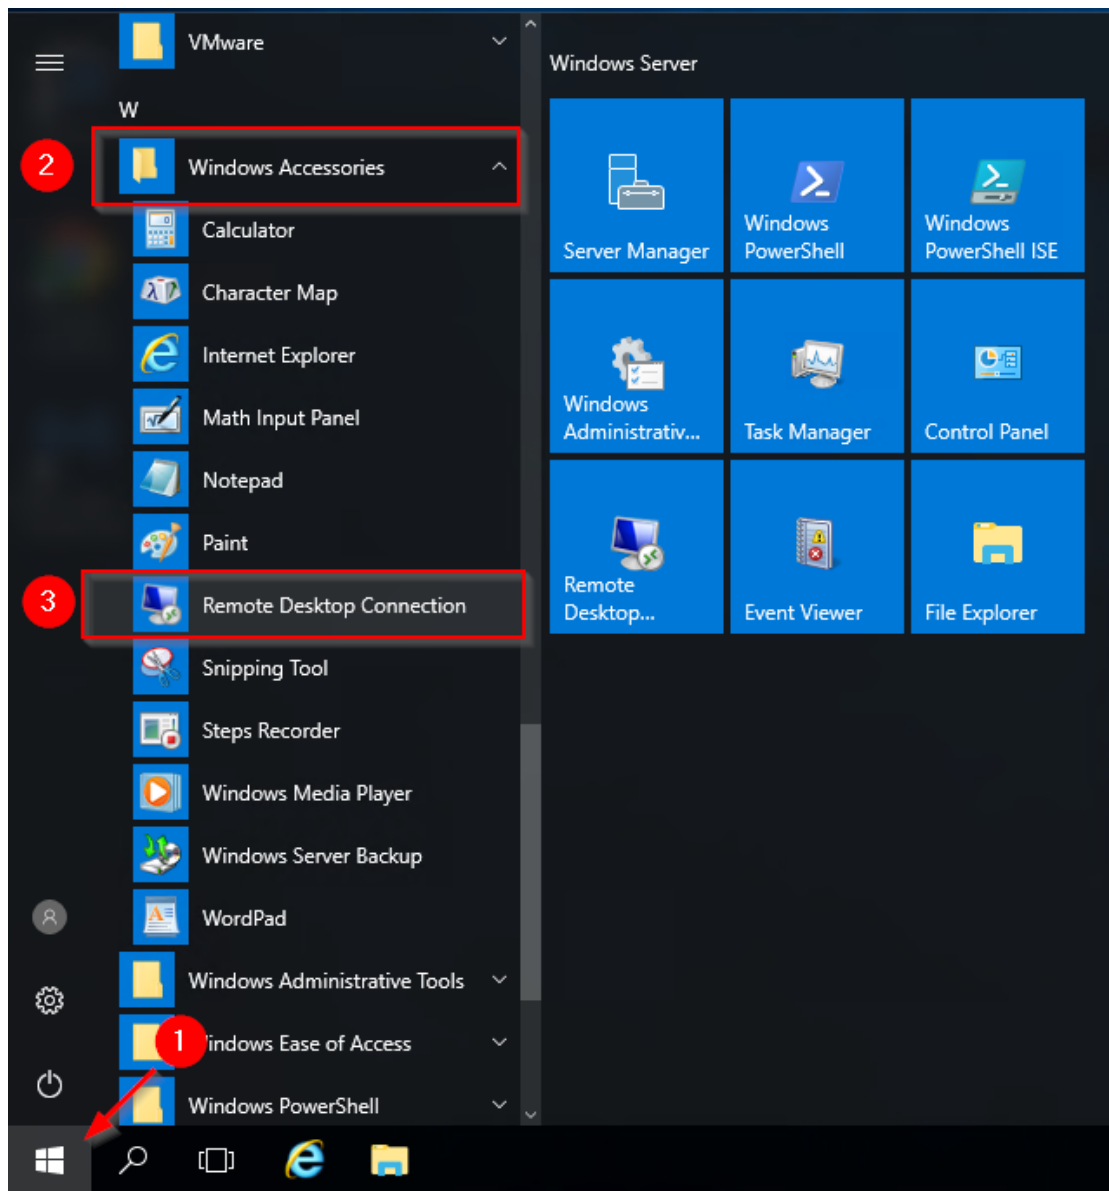 VMware
W
2
Windows Accessories
Calculator
Character Map
Internet Explorer
Math Input Panel
Notepad
Paint
3
Remote Desktop Connection
Snipping Tool
Steps Recorder
Windows Media Player
Windows Server Backup
WordPad
Windows Administrative Tools
1
indows Ease of Access
Windows PowerShell
Windows Server
Server Manager
Windows
PowerShell
Windows
PowerShell ISE
Windows
Administrativ...
Task Manager
Control Panel
Remote
Desktop...
Event Viewer
File Explorer